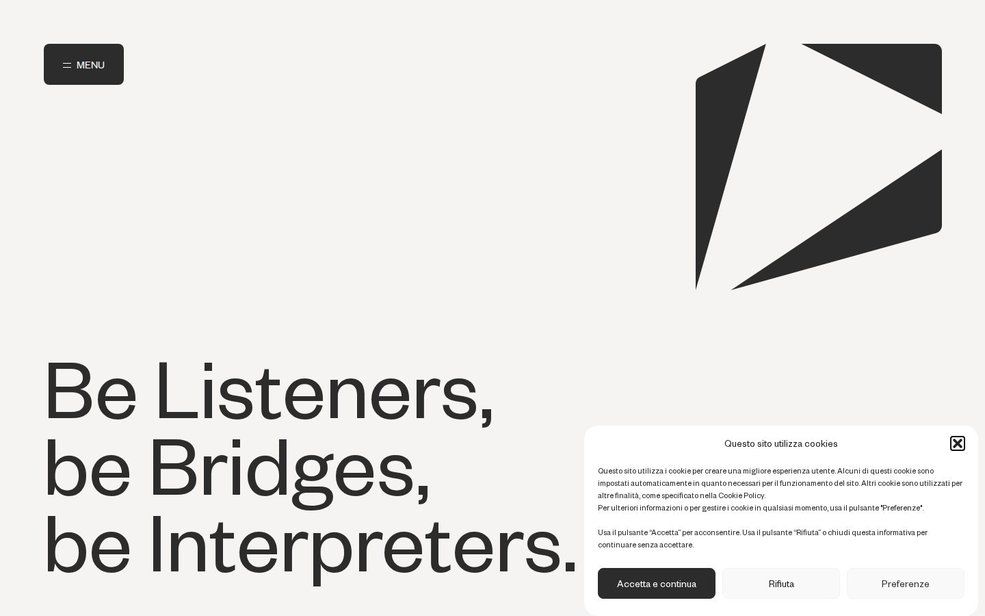 MENU
Be Listeners,
be Bridges,
be Interpreters.
Questo sito utilizza cookies
Questo sito utilizza i cookie per creare una migliore esperienza utente. Alcuni di questi cookie sono
impostati automaticamente in quanto necessari per il funzionamento del sito. Altri cookie sono utilizzati per
altre finalità, come specificato nella Cookie Policy.
Per ulteriori informazioni o per gestire i cookie in qualsiasi momento, usa il pulsante "Preferenze".
Usa il pulsante “Accetta” per acconsentire. Usa il pulsante “Rifiuta” o chiudi questa informativa per
continuare senza accettare.
Accetta e continua
Rifiuta
Preferenze